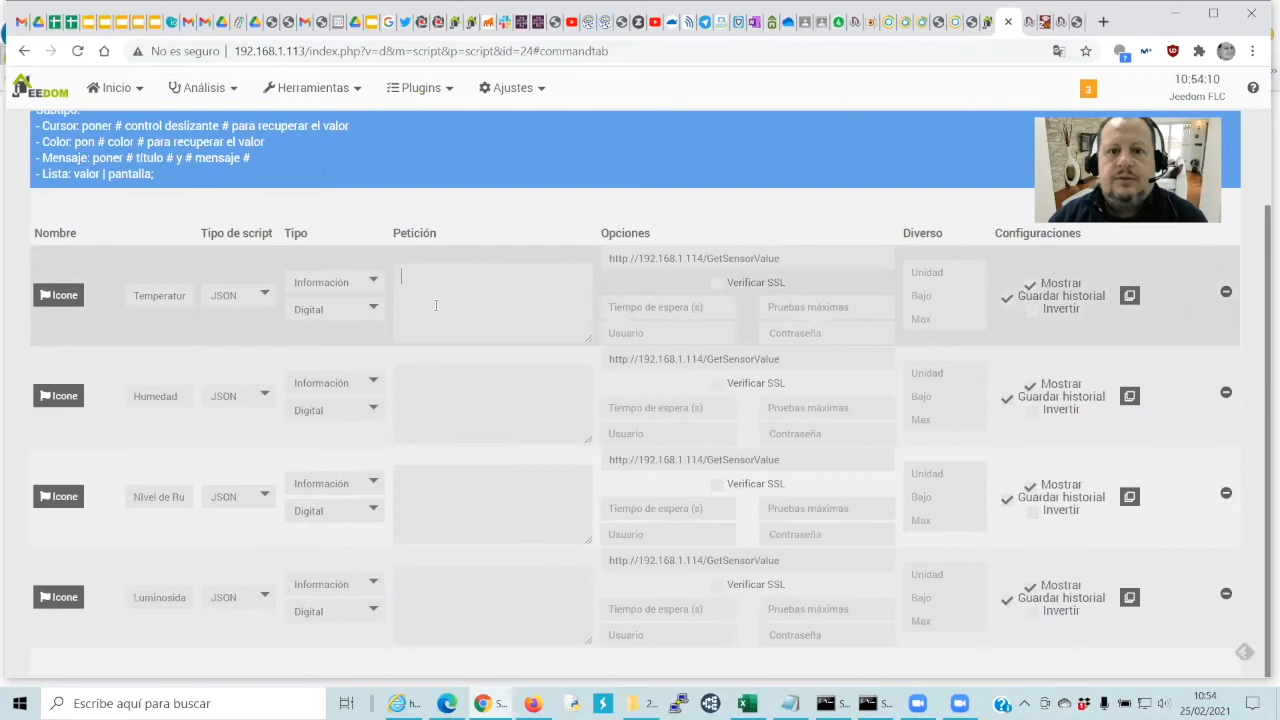 No es seguro
192.168.1.113/index.php?v=d&m=script&p=script&id=24#commandtab
JEEDOM
Inicio
Análisis
Herramientas
Plugins
Ajustes
3
10:54:10
Jeedom FLC
Subtipo:
- Cursor: poner # control deslizante # para recuperar el valor
- Color: pon # color # para recuperar el valor
- Mensaje: poner # título # y # mensaje #
- Lista: valor | pantalla;
Nombre Tipo de script Tipo Petición Opciones Diverso Configuraciones
Icone
Temperatur
JSON
Información
Digital
http://192.168.1.114/GetSensorValue
Verificar SSL
Tiempo de espera (s)
Pruebas máximas
Usuario
Contraseña
Unidad
Bajo
Max
Mostrar
Guardar historial
Invertir
Icone
Humedad
JSON
Información
Digital
http://192.168.1.114/GetSensorValue
Verificar SSL
Tiempo de espera (s)
Pruebas máximas
Usuario
Contraseña
Unidad
Bajo
Max
Mostrar
Guardar historial
Invertir
Icone
NIvel de Ru
JSON
Información
Digital
http://192.168.1.114/GetSensorValue
Verificar SSL
Tiempo de espera (s)
Pruebas máximas
Usuario
Contraseña
Unidad
Bajo
Max
Mostrar
Guardar historial
Invertir
Icone
Luminosida
JSON
Información
Digital
http://192.168.1.114/GetSensorValue
Verificar SSL
Tiempo de espera (s)
Pruebas máximas
Usuario
Contraseña
Unidad
Bajo
Max
Mostrar
Guardar historial
Invertir
Escribe aquí para buscar
h...
S...
2...
S...
S...
10:54
25/02/2021